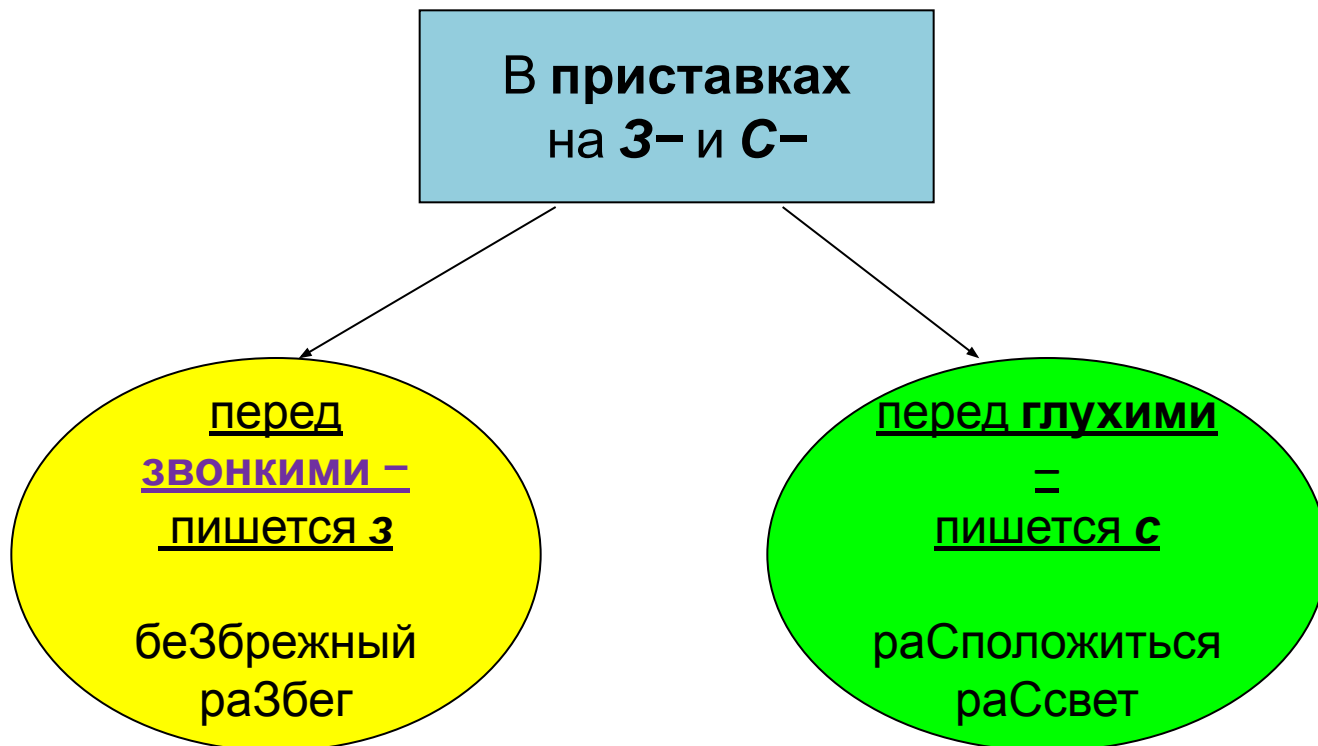 В приставках
на З− и С−
перед
звонкими −
пишется з
беЗбрежный
раЗбег
перед глухими
−
пишется с
раСположиться
раСсвет